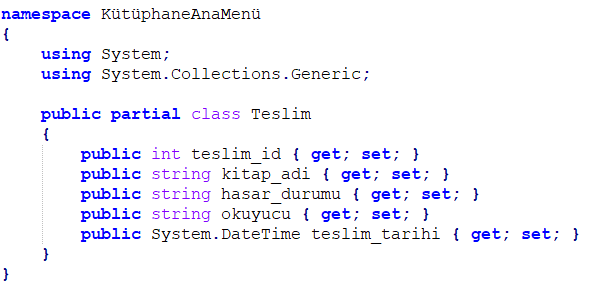 namespace KütüphaneAnaMenü
{
    using System;
    using System.Collections.Generic;

    public partial class Teslim
    {
        public int teslim_id { get; set; }
        public string kitap_adi { get; set; }
        public string hasar_durumu { get; set; }
        public string okuyucu { get; set; }
        public System.DateTime teslim_tarihi { get; set; }
    }
}